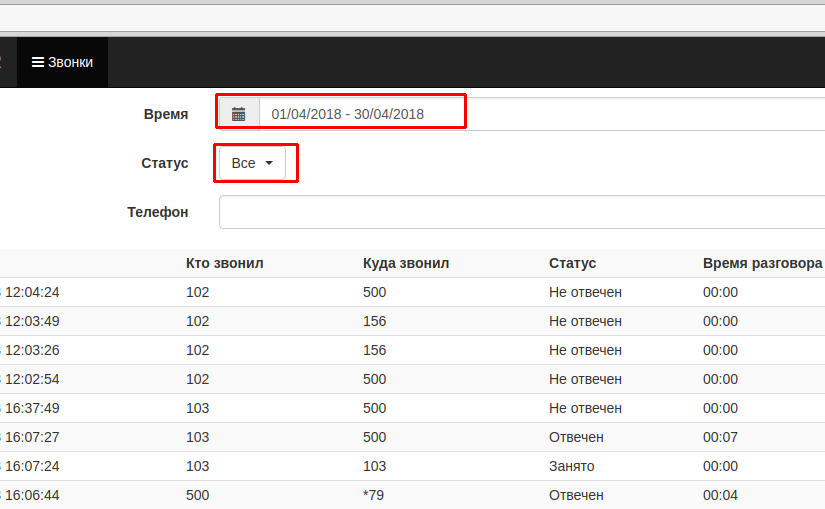 Звонки
Время 01/04/2018 - 30/04/2018
Статус Все
Телефон
Кто звонил Куда звонил Статус Время разговора
12:04:24 102 500 Не отвечен 00:00
12:03:49 102 156 Не отвечен 00:00
12:03:26 102 156 Не отвечен 00:00
12:02:54 102 500 Не отвечен 00:00
16:37:49 103 500 Не отвечен 00:00
16:07:27 103 500 Отвечен 00:07
16:07:24 103 103 Занято 00:00
16:06:44 500 *79 Отвечен 00:04